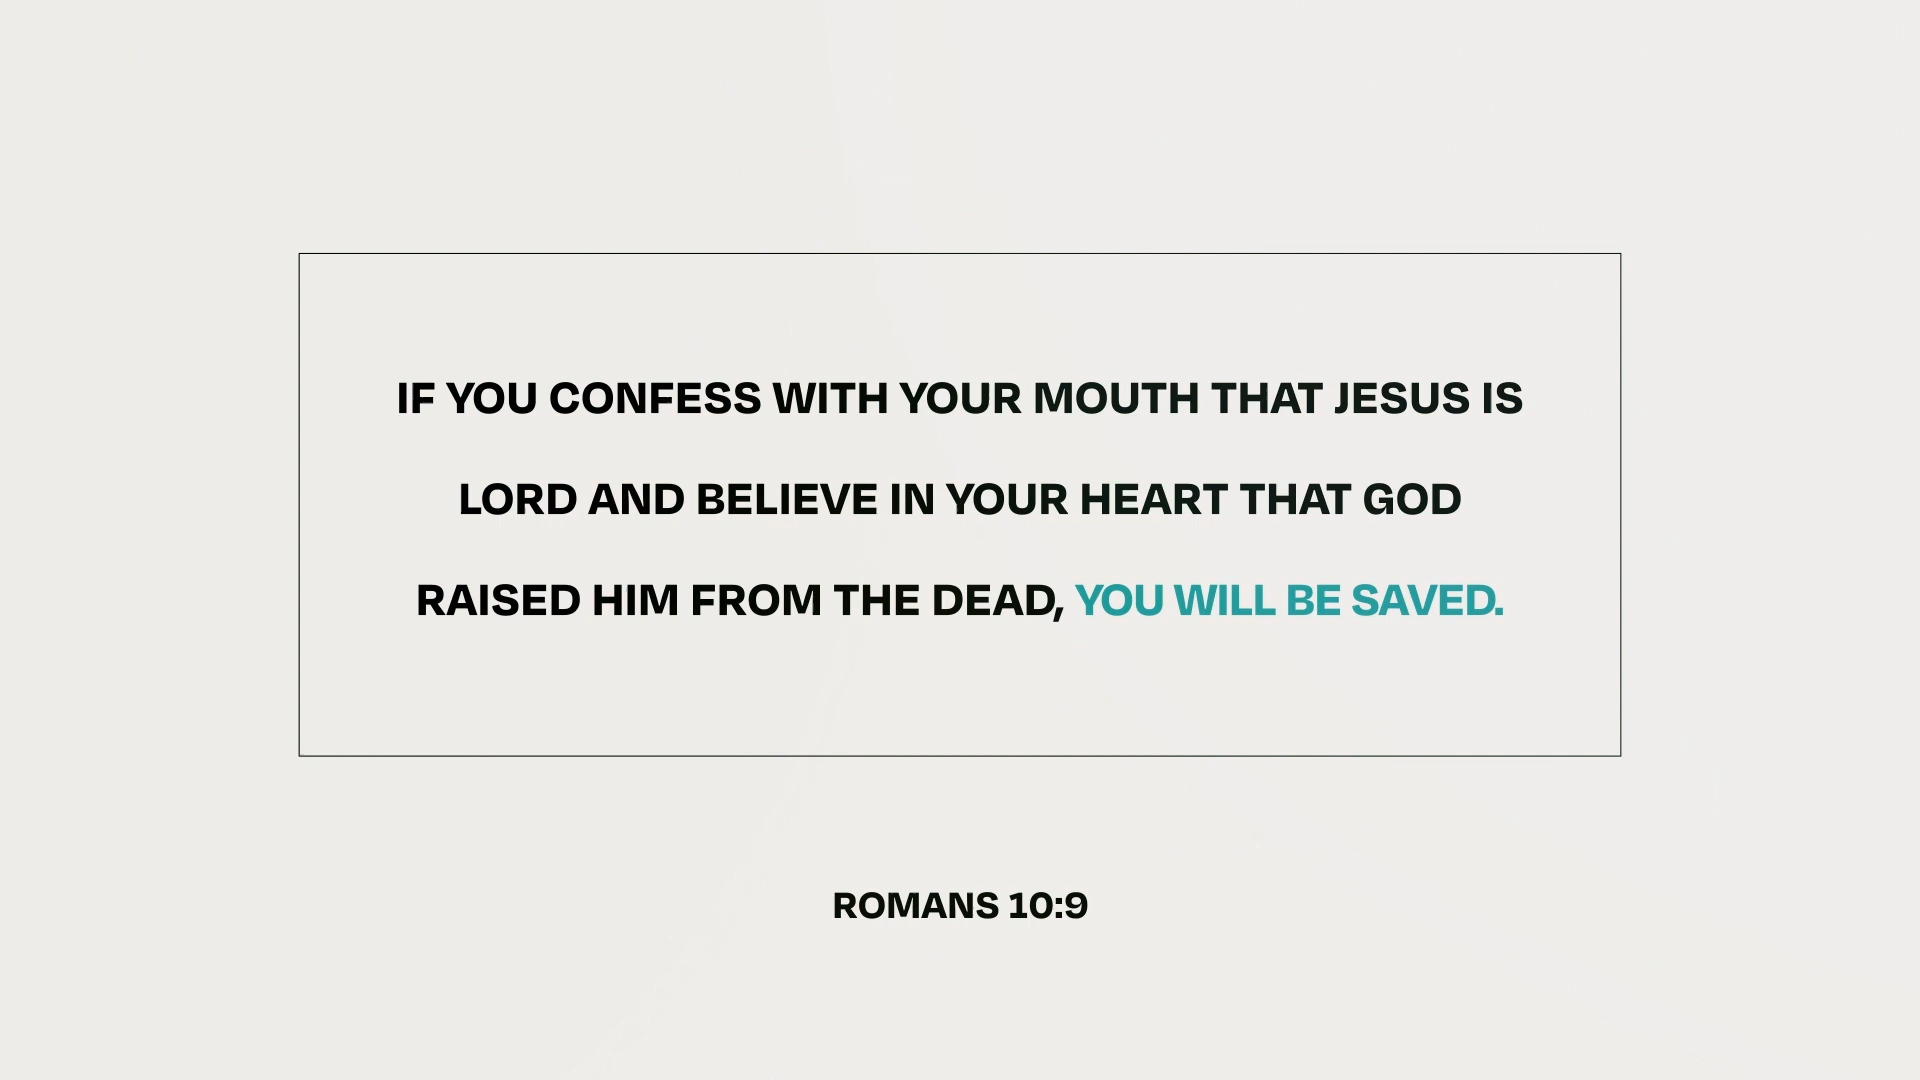 IF YOU CONFESS WITH YOUR MOUTH THAT JESUS IS
LORD AND BELIEVE IN YOUR HEART THAT GOD
RAISED HIM FROM THE DEAD, YOU WILL BE SAVED.
ROMANS 10:9